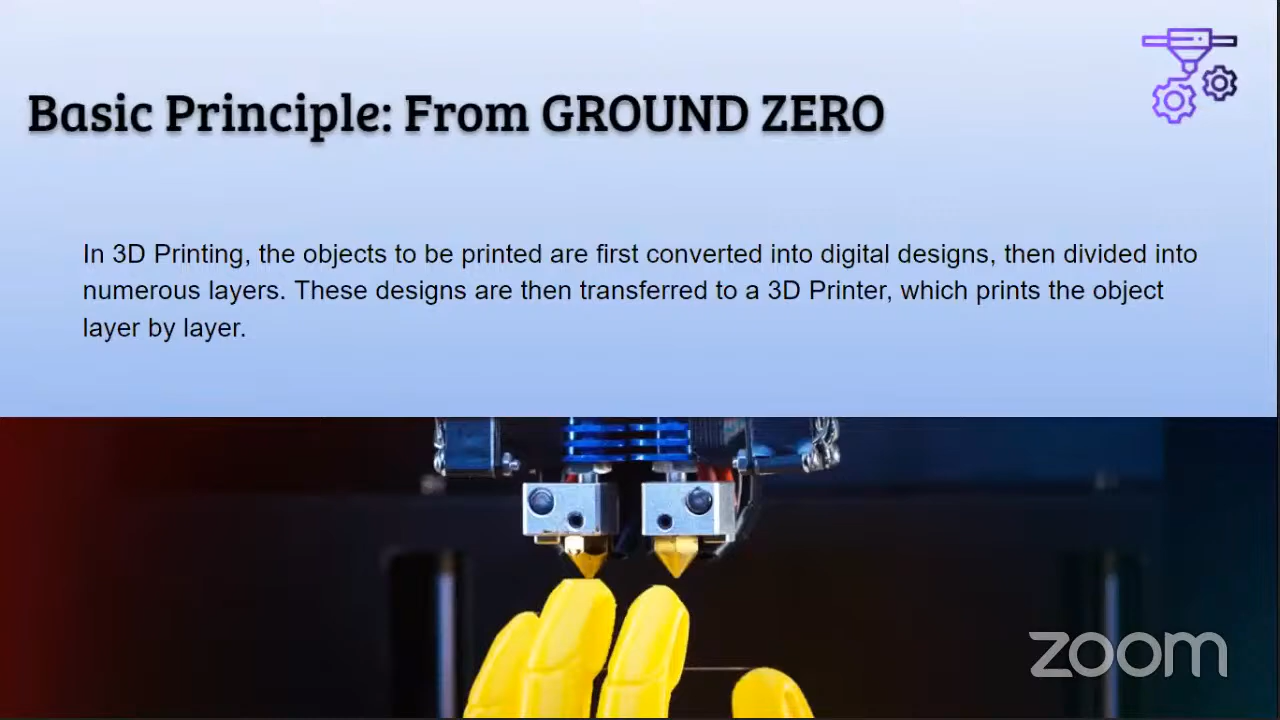 Basic Principle: From GROUND ZERO
In 3D Printing, the objects to be printed are first converted into digital designs, then divided into
numerous layers. These designs are then transferred to a 3D Printer, which prints the object
layer by layer.
zoom